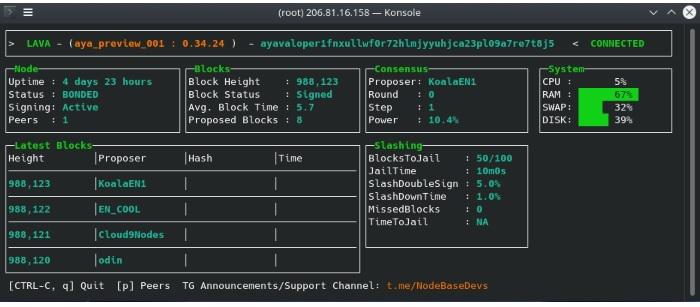 (root) 206.81.16.158 — Konsole
> LAVA - (aya_preview_001 : 0.34.24 ) - ayavaloper1fnxullwf0r72hlmjyyuhjca23pl09a7re7t8j5 < CONNECTED
Node
Uptime : 4 days 23 hours
Status : BONDED
Signing: Active
Peers : 1
Blocks
Block Height : 988,123
Block Status : Signed
Avg. Block Time : 5.7
Proposed Blocks : 8
Consensus
Proposer: KoalaEN1
Round : 0
Step : 1
Power : 10.4%
System
CPU : 5%
RAM : 67%
SWAP: 32%
DISK: 39%
Latest Blocks
Height Proposer Hash Time
988,123 KoalaEN1
988,122 EN_COOL
988,121 Cloud9Nodes
988,120 odin
Slashing
BlocksToJail : 50/100
JailTime : 10m0s
SlashDoubleSign : 5.0%
SlashDownTime : 1.0%
MissedBlocks : 0
TimeToJail : NA
[CTRL-C, q] Quit [p] Peers TG Announcements/Support Channel: t.me/NodeBaseDevs